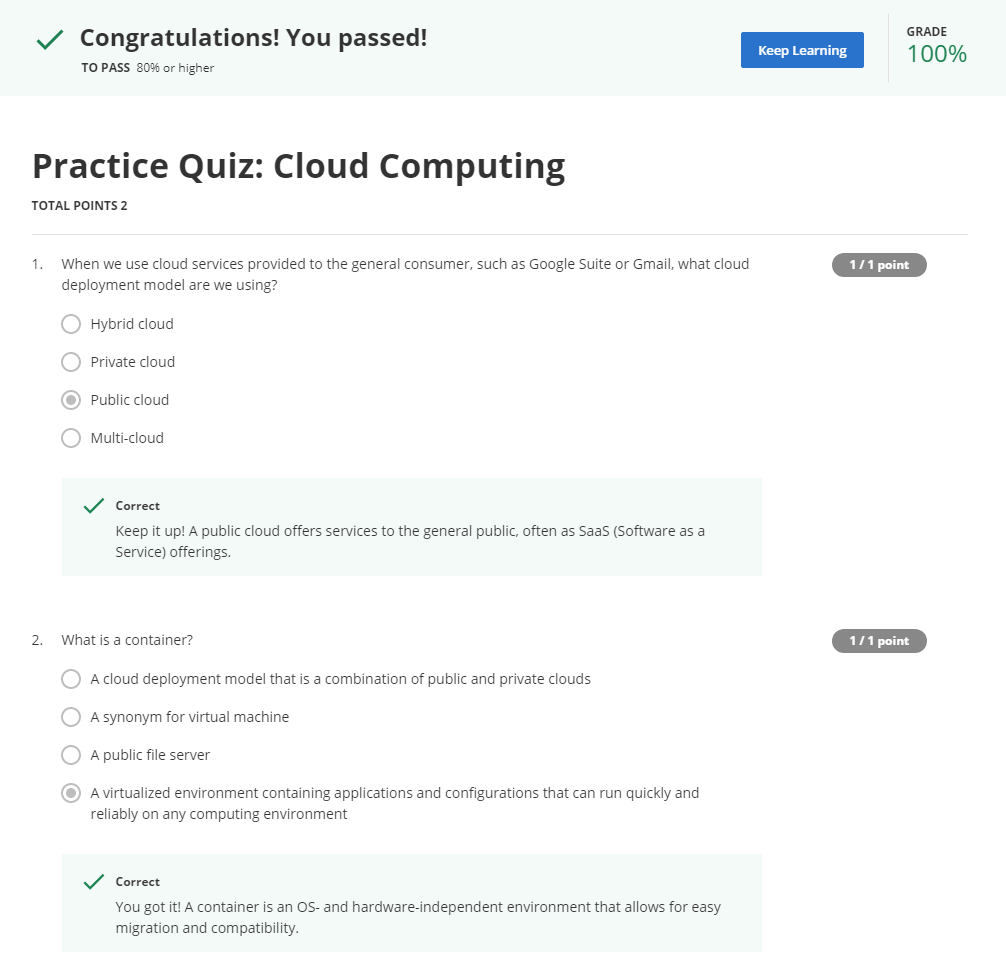 Congratulations! You passed!
TO PASS 80% or higher
Keep Learning
GRADE
100%
Practice Quiz: Cloud Computing
TOTAL POINTS 2
1. When we use cloud services provided to the general consumer, such as Google Suite or Gmail, what cloud
deployment model are we using?
1 / 1 point
Hybrid cloud
Private cloud
Public cloud
Multi-cloud
Correct
Keep it up! A public cloud offers services to the general public, often as SaaS (Software as a
Service) offerings.
2. What is a container?
1 / 1 point
A cloud deployment model that is a combination of public and private clouds
A synonym for virtual machine
A public file server
A virtualized environment containing applications and configurations that can run quickly and
reliably on any computing environment
Correct
You got it! A container is an OS- and hardware-independent environment that allows for easy
migration and compatibility.